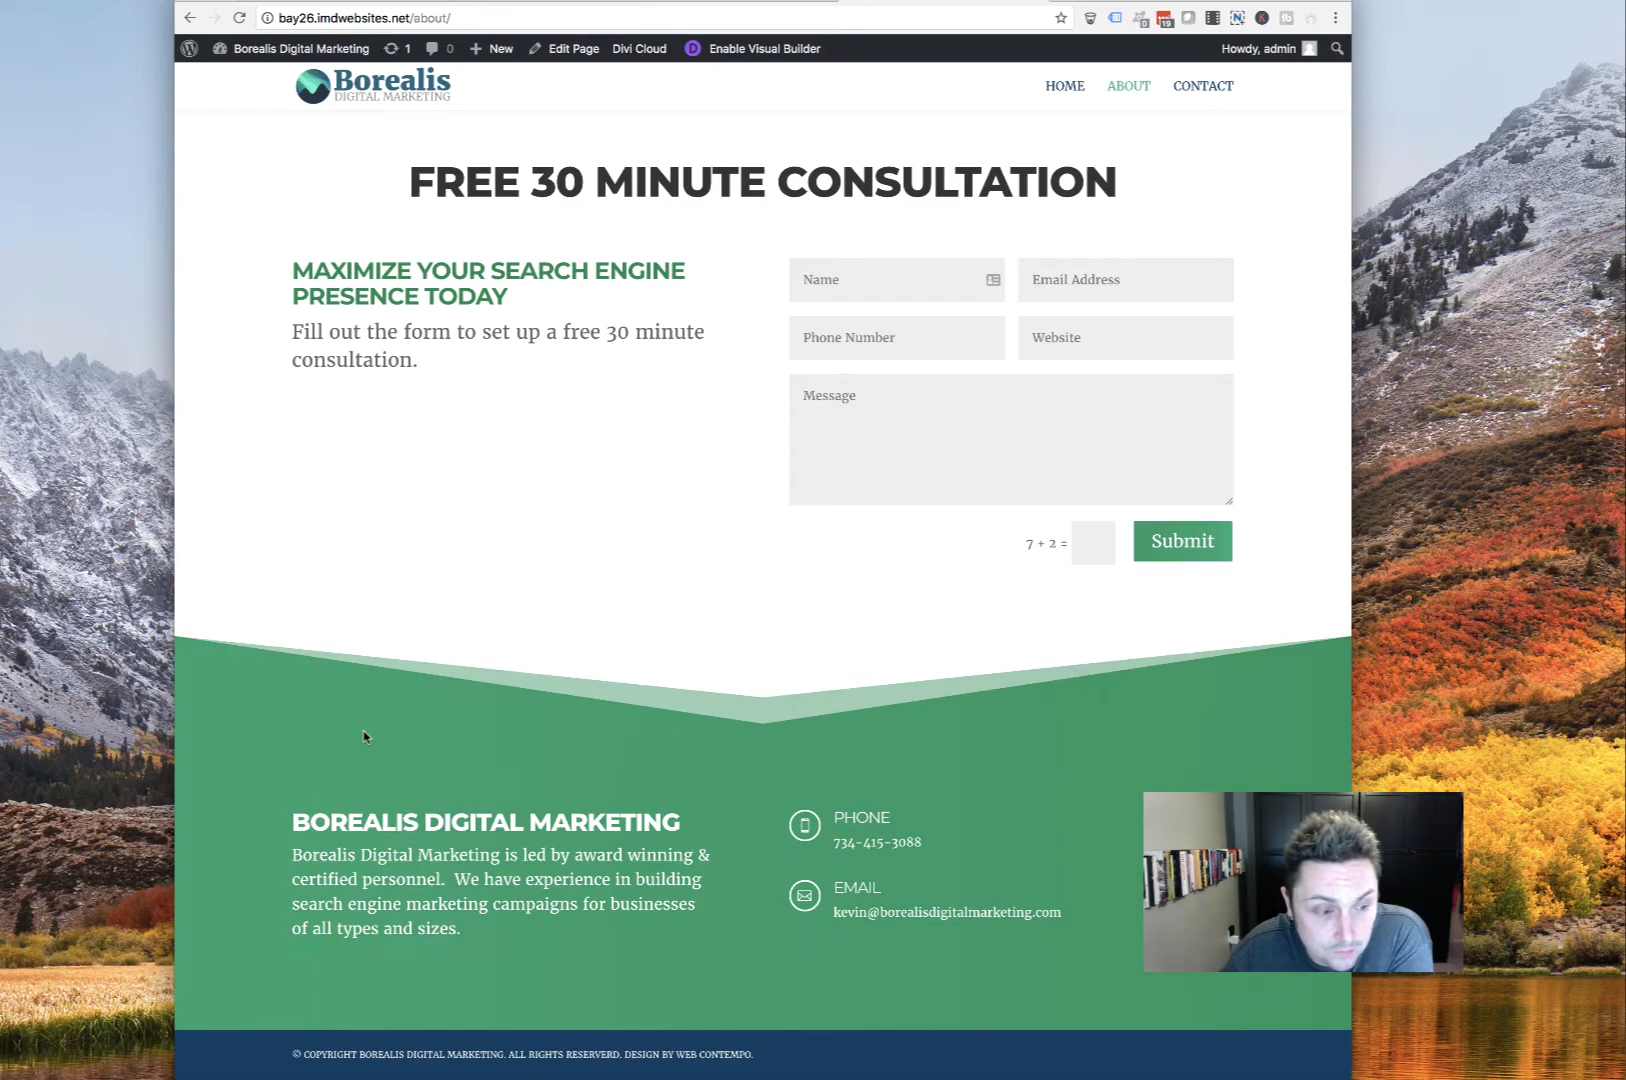 bay26.imdwebsites.net/about/
0
19
Borealis Digital Marketing 1 0 New Edit Page Divi Cloud D Enable Visual Builder Howdy, admin
Borealis
DIGITAL MARKETING
HOME ABOUT CONTACT
FREE 30 MINUTE CONSULTATION
MAXIMIZE YOUR SEARCH ENGINE
PRESENCE TODAY
Fill out the form to set up a free 30 minute
consultation.
Name
Email Address
Phone Number
Website
Message
7 + 2 =
Submit
BOREALIS DIGITAL MARKETING
Borealis Digital Marketing is led by award winning &
certified personnel. We have experience in building
search engine marketing campaigns for businesses
of all types and sizes.
PHONE
734-415-3088
EMAIL
kevin@borealisdigitalmarketing.com
© COPYRIGHT BOREALIS DIGITAL MARKETING. ALL RIGHTS RESERVERD. DESIGN BY WEB CONTEMPO.